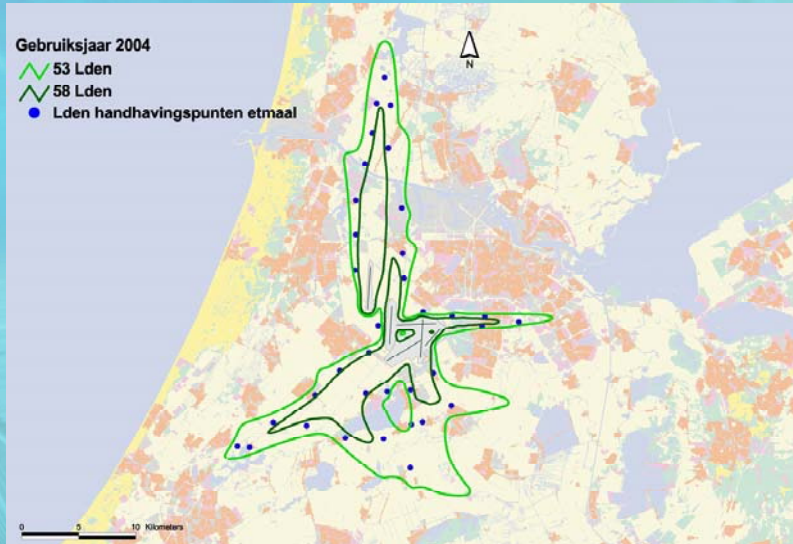 Gebruiksjaar 2004
53 Lden
58 Lden
Lden handhavingspunten etmaal
N
0 5 10 Kilometers